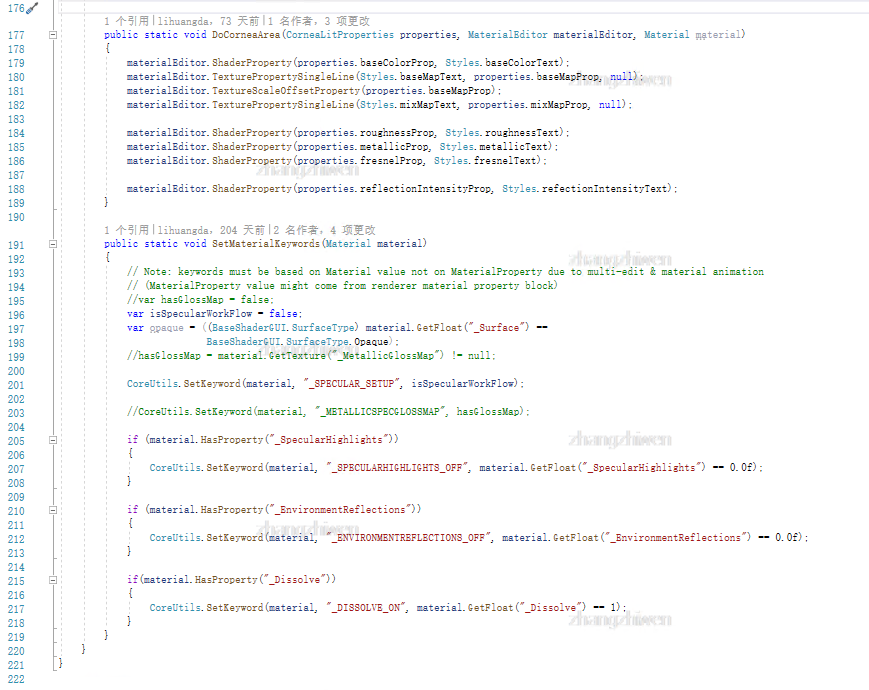 176
1 个引用|lihuangda，73 天前|1 名作者，3 项更改
177 public static void DoCorneaArea(CorneaLitProperties properties, MaterialEditor materialEditor, Material material)
178 {
179 materialEditor.ShaderProperty(properties.baseColorProp, Styles.baseColorText);
180 materialEditor.TexturePropertySingleLine(Styles.baseMapText, properties.baseMapProp, null);
181 materialEditor.TextureScaleOffsetProperty(properties.baseMapProp);
182 materialEditor.TexturePropertySingleLine(Styles.mixMapText, properties.mixMapProp, null);
183
184 materialEditor.ShaderProperty(properties.roughnessProp, Styles.roughnessText);
185 materialEditor.ShaderProperty(properties.metallicProp, Styles.metallicText);
186 materialEditor.ShaderProperty(properties.fresnelProp, Styles.fresnelText);
187
188 materialEditor.ShaderProperty(properties.reflectionIntensityProp, Styles.refectionIntensityText);
189 }
190
1 个引用|lihuangda，204 天前|2 名作者，4 项更改
191 public static void SetMaterialKeywords(Material material)
192 {
193 // Note: keywords must be based on Material value not on MaterialProperty due to multi-edit & material animation
194 // (MaterialProperty value might come from renderer material property block)
195 //var hasGlossMap = false;
196 var isSpecularWorkFlow = false;
197 var opaque = ((BaseShaderGUI.SurfaceType) material.GetFloat("_Surface") ==
198 BaseShaderGUI.SurfaceType.Opaque);
199 //hasGlossMap = material.GetTexture("_MetallicGlossMap") != null;
200
201 CoreUtils.SetKeyword(material, "_SPECULAR_SETUP", isSpecularWorkFlow);
202
203 //CoreUtils.SetKeyword(material, "_METALLICSPECGLOSSMAP", hasGlossMap);
204
205 if (material.HasProperty("_SpecularHighlights"))
206 {
207 CoreUtils.SetKeyword(material, "_SPECULARHIGHLIGHTS_OFF", material.GetFloat("_SpecularHighlights") == 0.0f);
208 }
209
210 if (material.HasProperty("_EnvironmentReflections"))
211 {
212 CoreUtils.SetKeyword(material, "_ENVIRONMENTREFLECTIONS_OFF", material.GetFloat("_EnvironmentReflections") == 0.0f);
213 }
214
215 if(material.HasProperty("_Dissolve"))
216 {
217 CoreUtils.SetKeyword(material, "_DISSOLVE_ON", material.GetFloat("_Dissolve") == 1);
218 }
219 }
220 }
221 }
222
zhangzhiwen
zhangzhiwen
zhangzhiwen
zhangzhiwen
zhangzhiwen
zhangzhiwen
zhangzhiwen